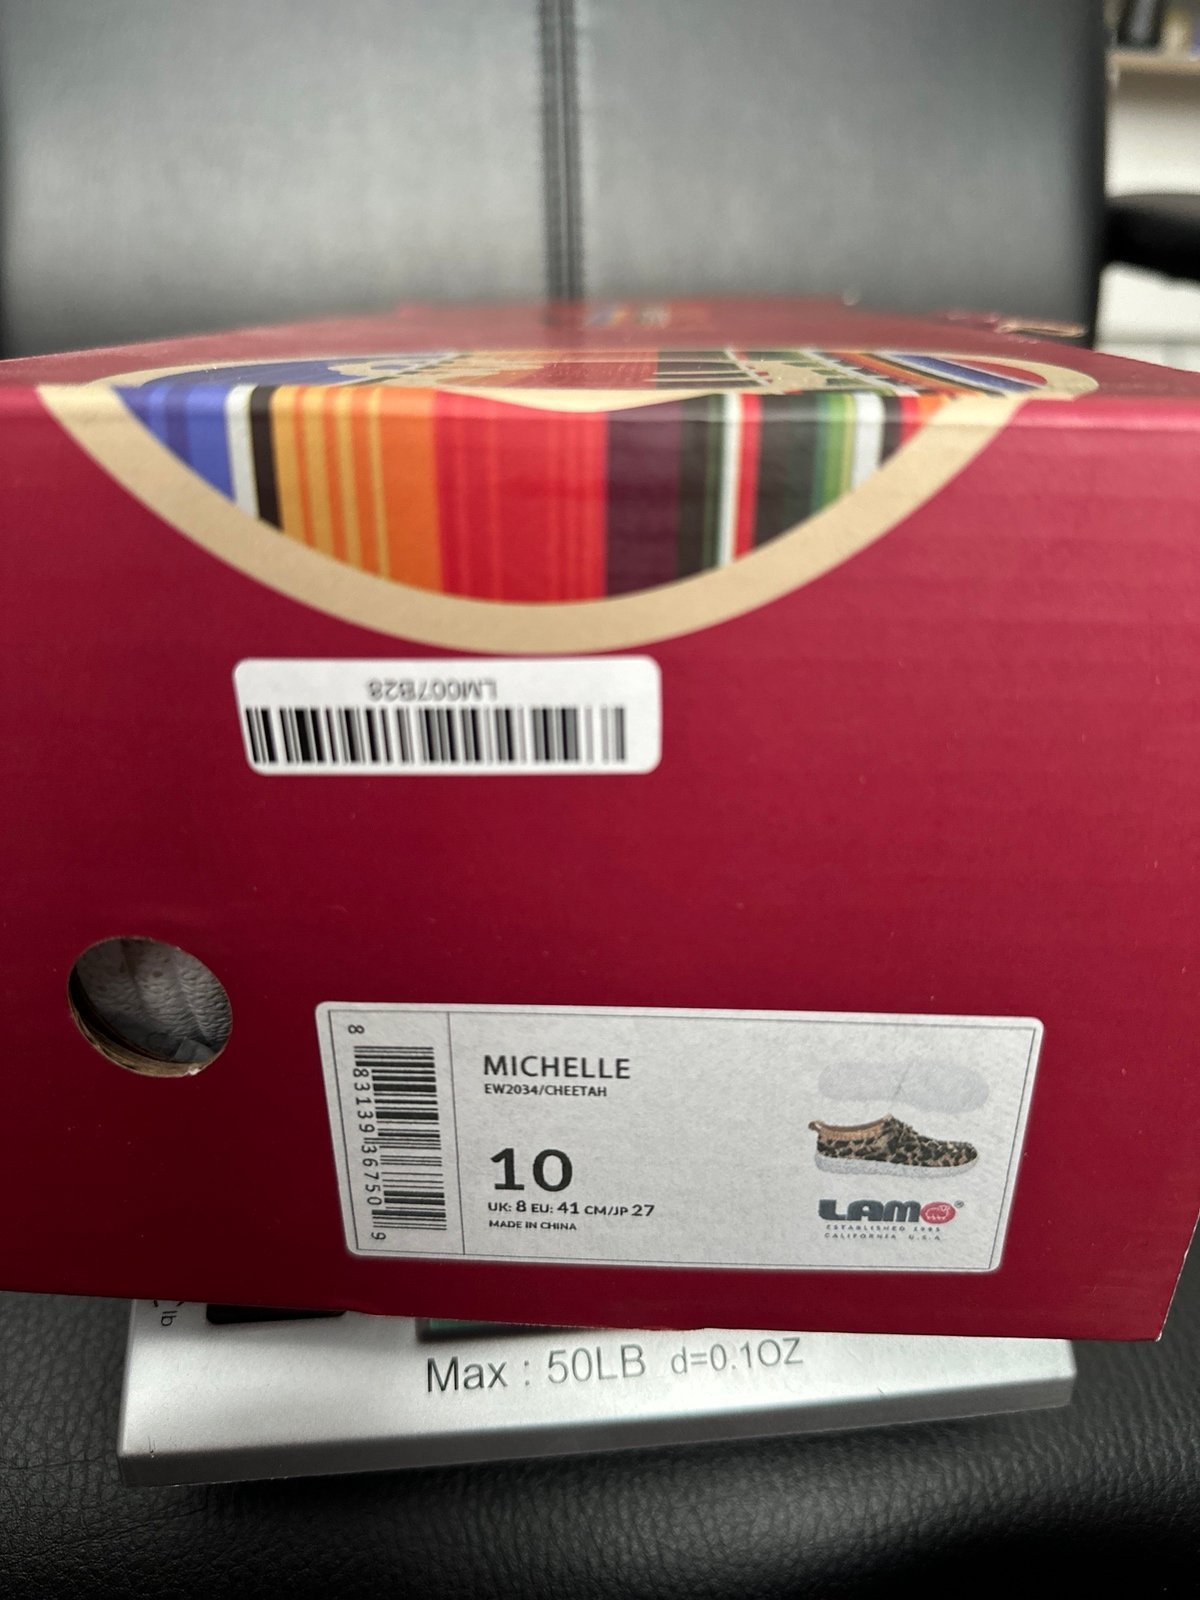 LM007B28
8 83139 36750 9
MICHELLE
EW2034/CHEETAH
10
UK: 8 EU: 41 CM/JP 27
MADE IN CHINA
LAMO®
ESTABLISHED 1995
CALIFORNIA U.S.A
lb
Max : 50LB d=0.1OZ